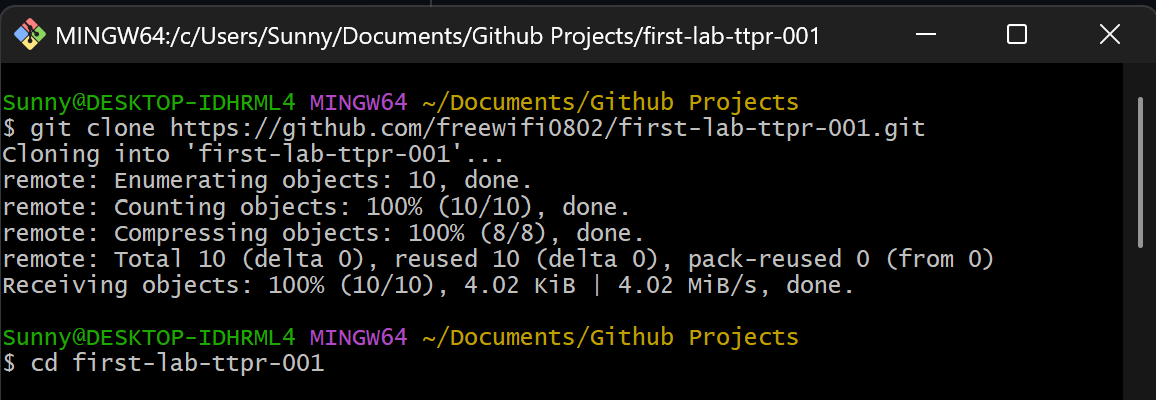 MINGW64:/c/Users/Sunny/Documents/Github Projects/first-lab-ttpr-001
Sunny@DESKTOP-IDHRML4 MINGW64 ~/Documents/Github Projects
$ git clone https://github.com/freewifi0802/first-lab-ttpr-001.git
Cloning into 'first-lab-ttpr-001'...
remote: Enumerating objects: 10, done.
remote: Counting objects: 100% (10/10), done.
remote: Compressing objects: 100% (8/8), done.
remote: Total 10 (delta 0), reused 10 (delta 0), pack-reused 0 (from 0)
Receiving objects: 100% (10/10), 4.02 KiB | 4.02 MiB/s, done.
Sunny@DESKTOP-IDHRML4 MINGW64 ~/Documents/Github Projects
$ cd first-lab-ttpr-001